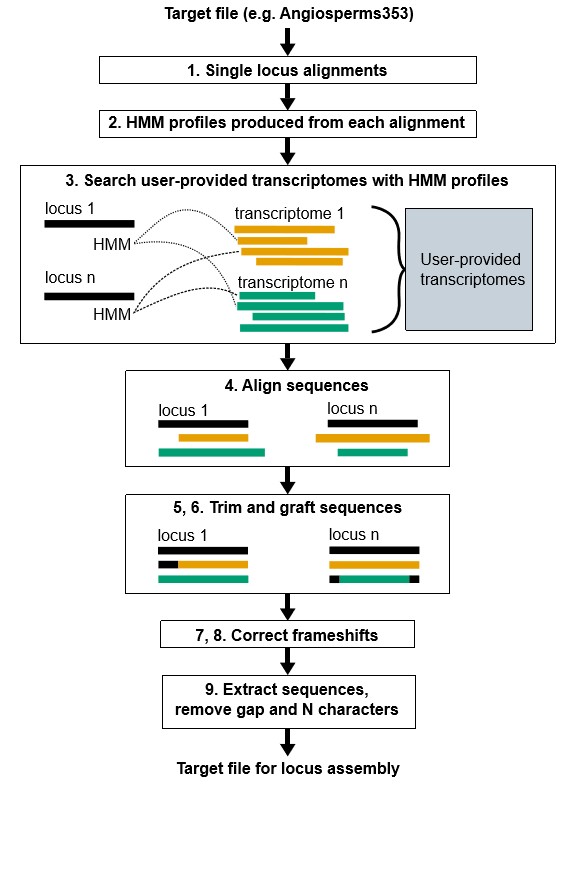 Target file (e.g. Angiosperms353)
1. Single locus alignments
2. HMM profiles produced from each alignment
3. Search user-provided transcriptomes with HMM profiles
locus 1
HMM
locus n
HMM
transcriptome 1
transcriptome n
User-provided
transcriptomes
4. Align sequences
locus 1
locus n
5, 6. Trim and graft sequences
locus 1
locus n
7, 8. Correct frameshifts
9. Extract sequences,
remove gap and N characters
Target file for locus assembly